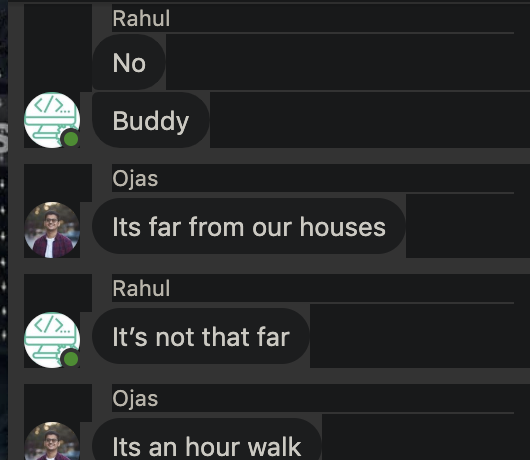 Rahul
No
Buddy
Ojas
Its far from our houses
Rahul
It’s not that far
Ojas
Its an hour walk